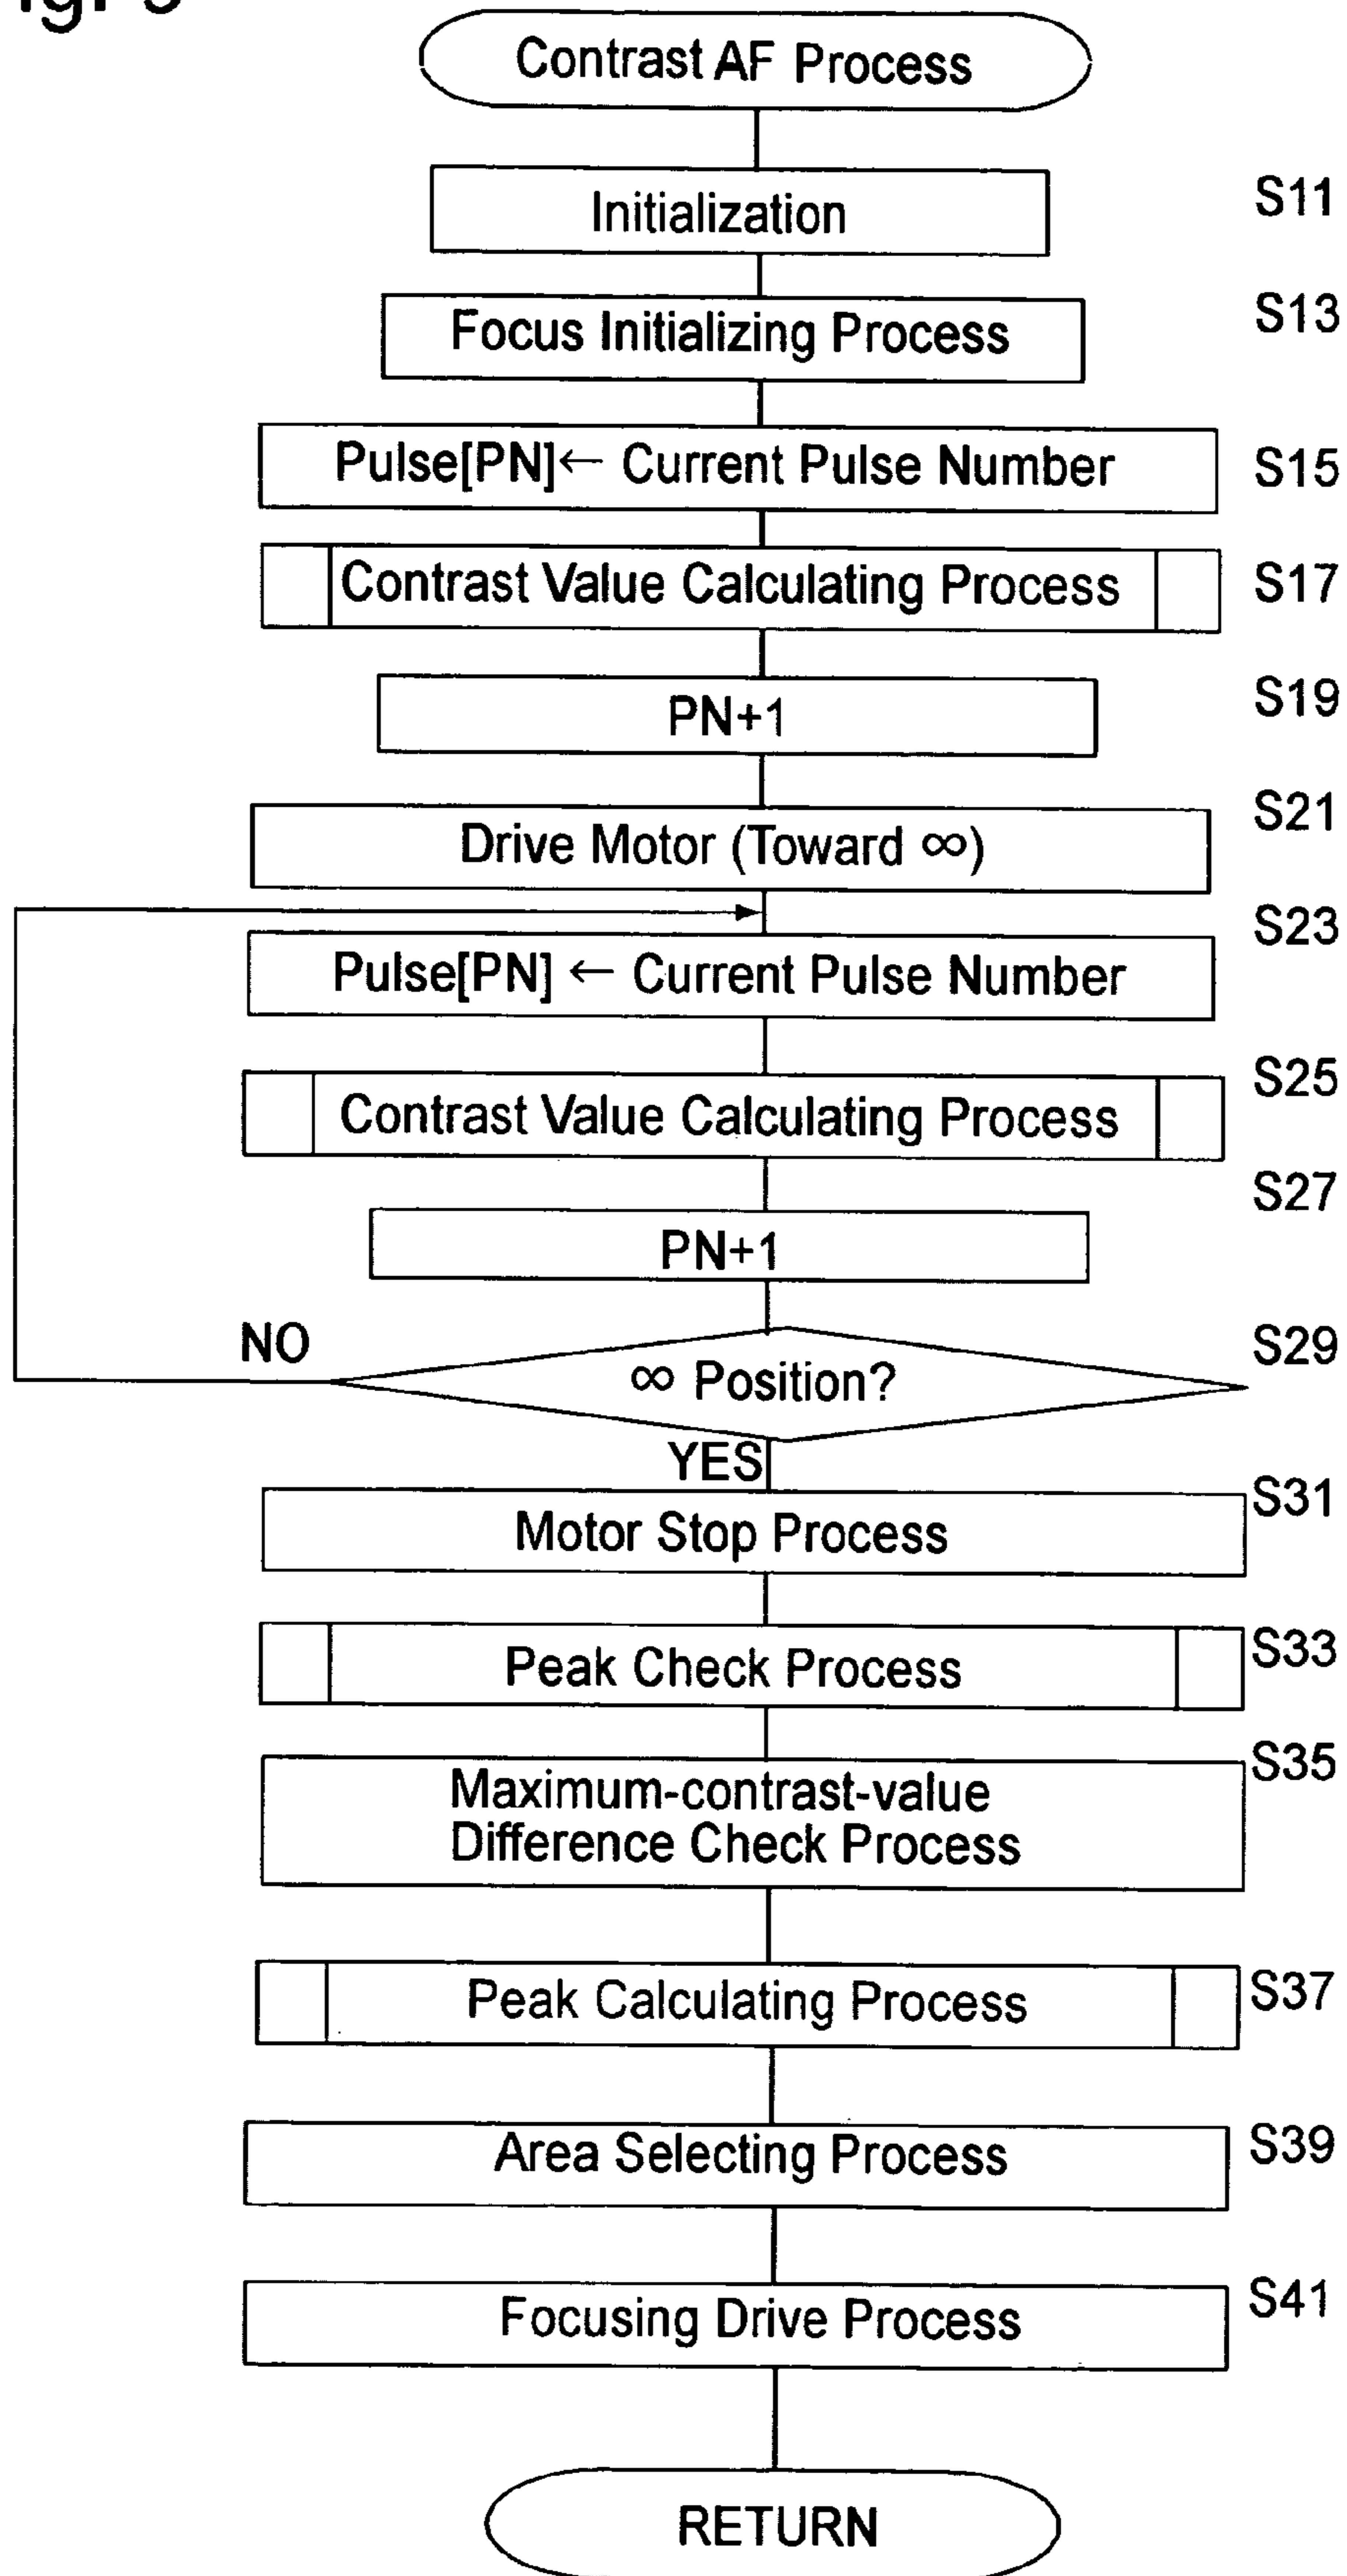 Contrast AF Process
Initialization
S11
Focus Initializing Process
S13
Pulse[PN]← Current Pulse Number
S15
Contrast Value Calculating Process
S17
PN+1
S19
Drive Motor (Toward ∞)
S21
Pulse[PN] ← Current Pulse Number
S23
Contrast Value Calculating Process
S25
PN+1
S27
NO
∞ Position?
S29
YES
Motor Stop Process
S31
Peak Check Process
S33
Maximum-contrast-value
Difference Check Process
S35
Peak Calculating Process
S37
Area Selecting Process
S39
Focusing Drive Process
S41
RETURN